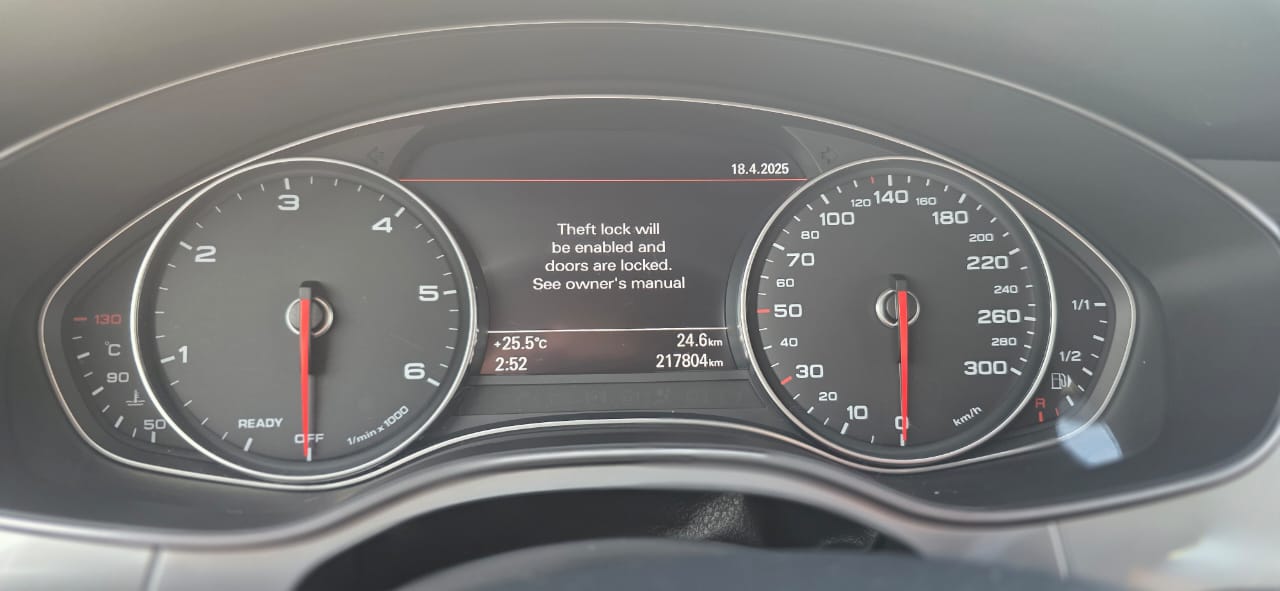 18.4.2025
Theft lock will
be enabled and
doors are locked.
See owner's manual
+25.5°C 24.6km
2:52 217804km
130
°C
90
50
1
2
3
4
5
6
READY
OFF
1/min x 1000
0
10
20
30
40
50
60
70
80
100
120
140
160
180
200
220
240
260
280
300
km/h
1/1
1/2
R